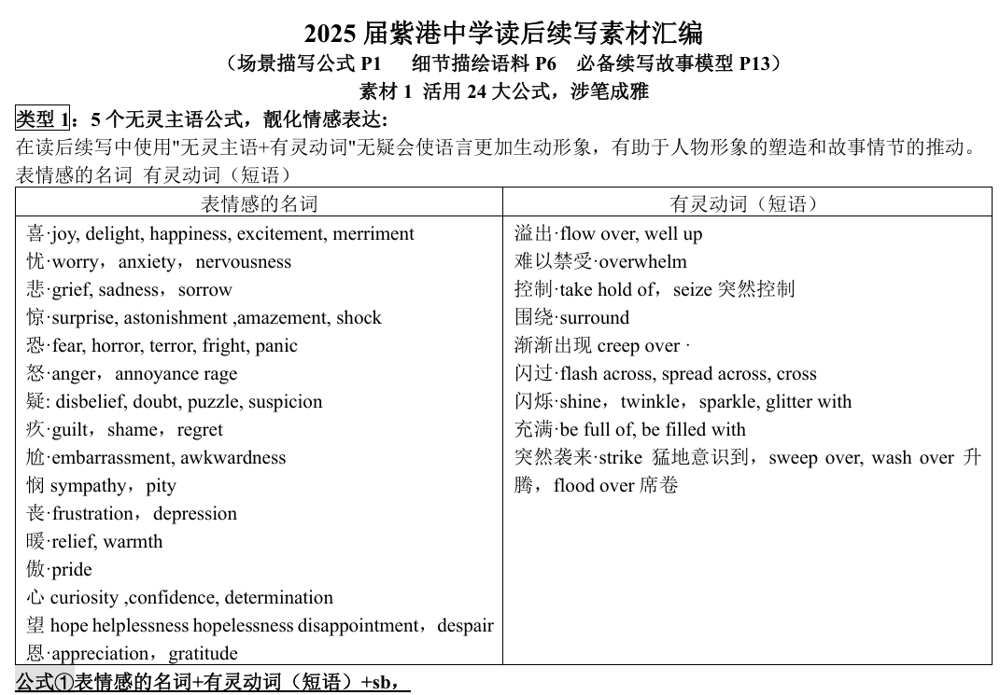 2025 届紫港中学读后续写素材汇编
（场景描写公式 P1 细节描绘语料 P6 必备续写故事模型 P13）
素材 1 活用 24 大公式，涉笔成雅
类型 1：5 个无灵主语公式，靓化情感表达:
在读后续写中使用"无灵主语+有灵动词"无疑会使语言更加生动形象，有助于人物形象的塑造和故事情节的推动。
表情感的名词 有灵动词（短语）
表情感的名词
喜·joy, delight, happiness, excitement, merriment
忧·worry，anxiety，nervousness
悲·grief, sadness，sorrow
惊·surprise, astonishment ,amazement, shock
恐·fear, horror, terror, fright, panic
怒·anger，annoyance rage
疑: disbelief, doubt, puzzle, suspicion
疚·guilt，shame，regret
尬·embarrassment, awkwardness
悯 sympathy，pity
丧·frustration，depression
暖·relief, warmth
傲·pride
心 curiosity ,confidence, determination
望 hope helplessness hopelessness disappointment，despair
恩·appreciation，gratitude
有灵动词（短语）
溢出·flow over, well up
难以禁受·overwhelm
控制·take hold of，seize 突然控制
围绕·surround
渐渐出现 creep over ·
闪过·flash across, spread across, cross
闪烁·shine，twinkle，sparkle, glitter with
充满·be full of, be filled with
突然袭来·strike 猛地意识到，sweep over, wash over 升
腾，flood over 席卷
公式①表情感的名词+有灵动词（短语）+sb，